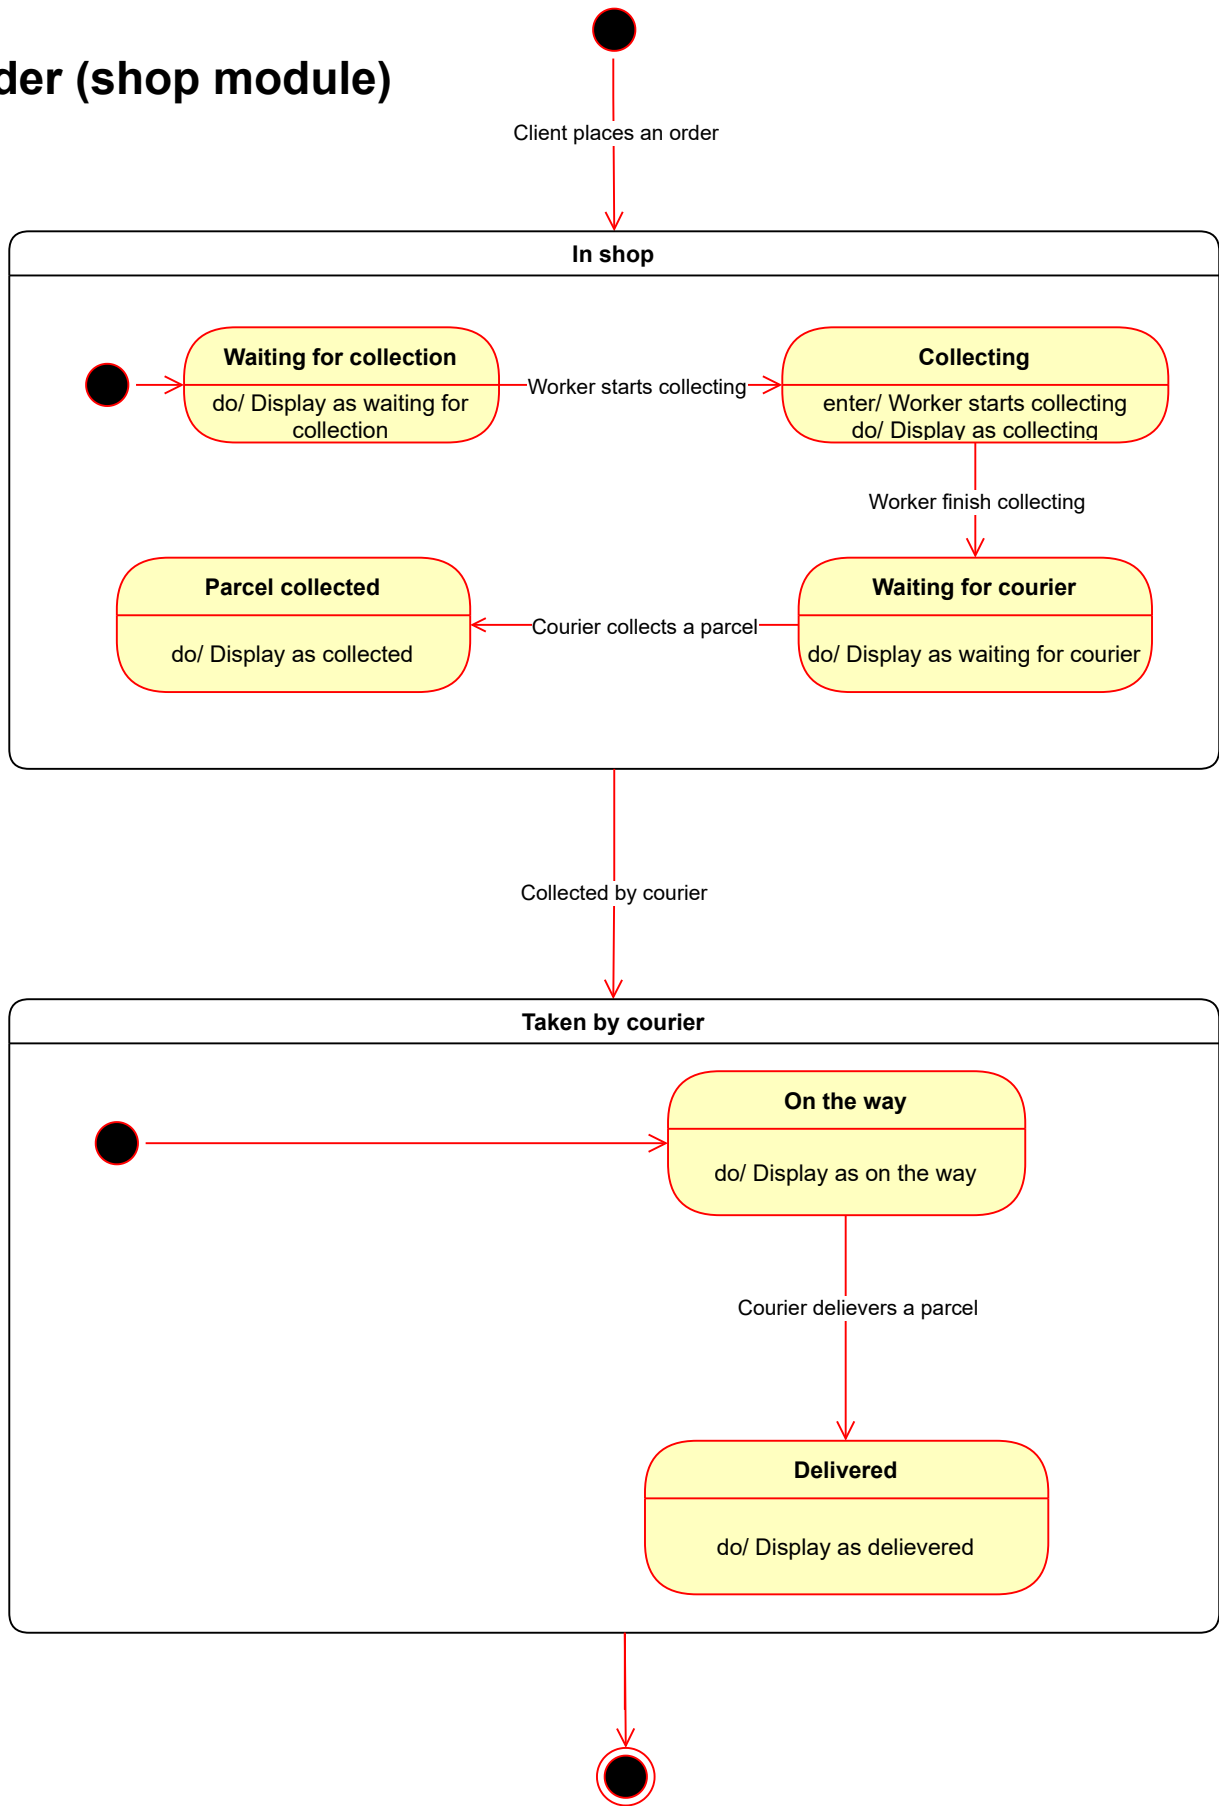 der (shop module)
Client places an order
In shop
Waiting for collection
do/ Display as waiting for
collection
Worker starts collecting
Collecting
enter/ Worker starts collecting
do/ Display as collecting
Worker finish collecting
Parcel collected
do/ Display as collected
Courier collects a parcel
Waiting for courier
do/ Display as waiting for courier
Collected by courier
Taken by courier
On the way
do/ Display as on the way
Courier delievers a parcel
Delivered
do/ Display as delievered